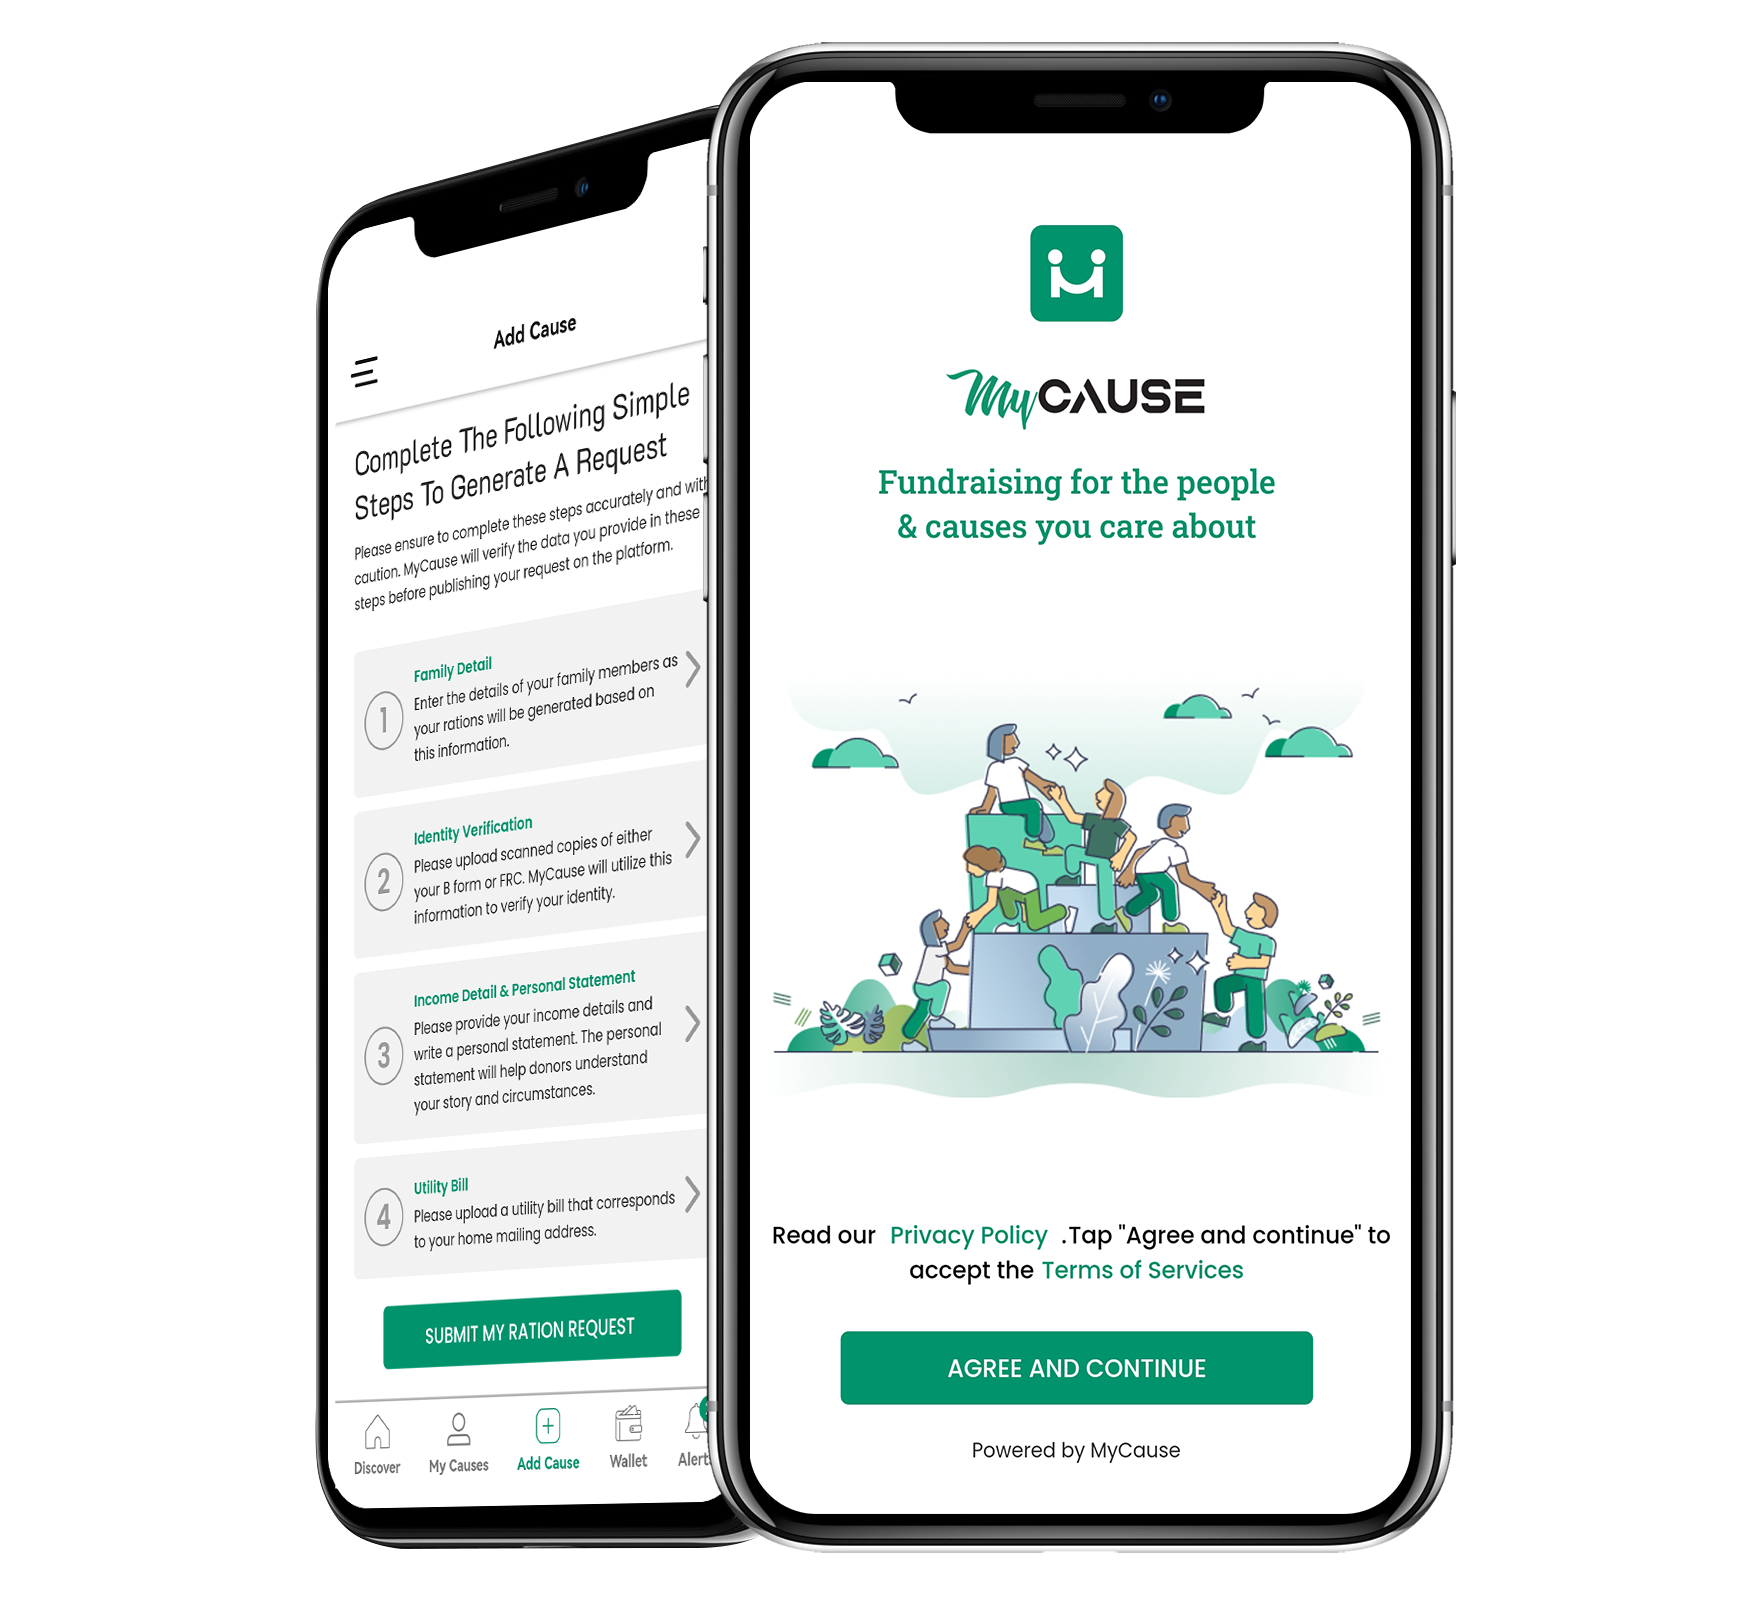 Add Cause
Complete The Following Simple
Steps To Generate A Request
Please ensure to complete these steps accurately and with
caution. MyCause will verify the data you provide in these
steps before publishing your request on the platform.
1
Family Detail
Enter the details of your family members as
your rations will be generated based on
this information.
2
Identity Verification
Please upload scanned copies of either
your B form or FRC. MyCause will utilize this
information to verify your identity.
3
Income Detail & Personal Statement
Please provide your income details and
write a personal statement. The personal
statement will help donors understand
your story and circumstances.
4
Utility Bill
Please upload a utility bill that corresponds
to your home mailing address.
SUBMIT MY RATION REQUEST
Discover
My Causes
Add Cause
Wallet
Alert
MyCAUSE
Fundraising for the people
& causes you care about
Read our Privacy Policy .Tap "Agree and continue" to
accept the Terms of Services
AGREE AND CONTINUE
Powered by MyCause